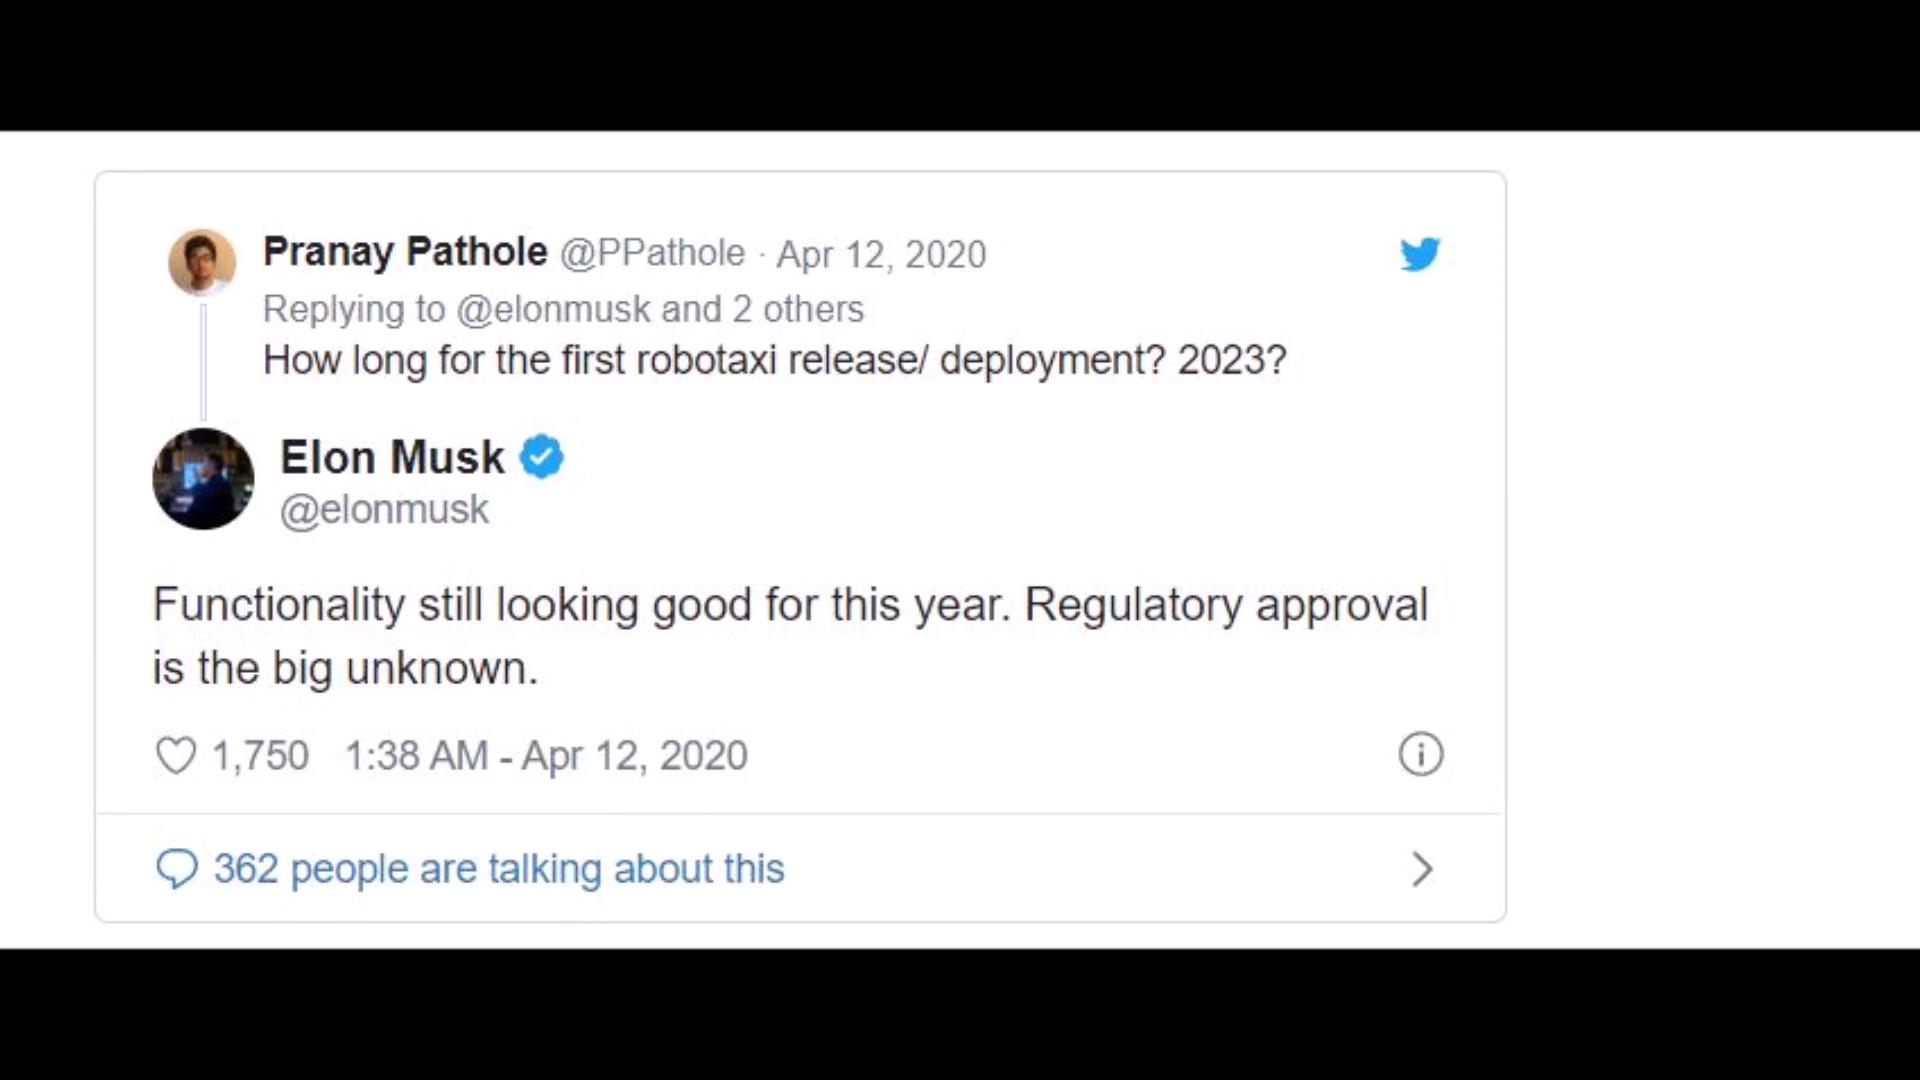 Pranay Pathole @PPathole · Apr 12, 2020
Replying to @elonmusk and 2 others
How long for the first robotaxi release/ deployment? 2023?
Elon Musk
@elonmusk
Functionality still looking good for this year. Regulatory approval
is the big unknown.
1,750 1:38 AM - Apr 12, 2020
362 people are talking about this